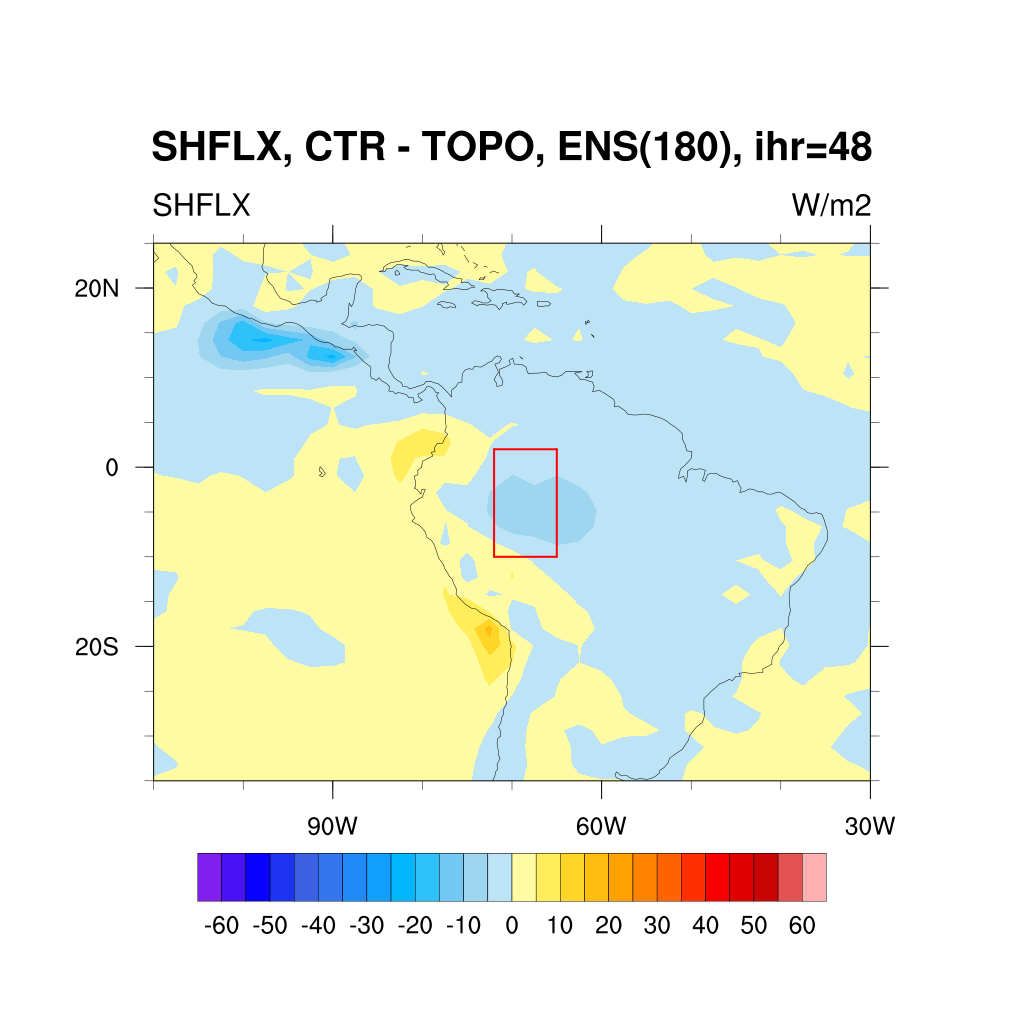 SHFLX, CTR - TOPO, ENS(180), ihr=48
SHFLX W/m2
20N
0
20S
90W 60W 30W
-60 -50 -40 -30 -20 -10 0 10 20 30 40 50 60